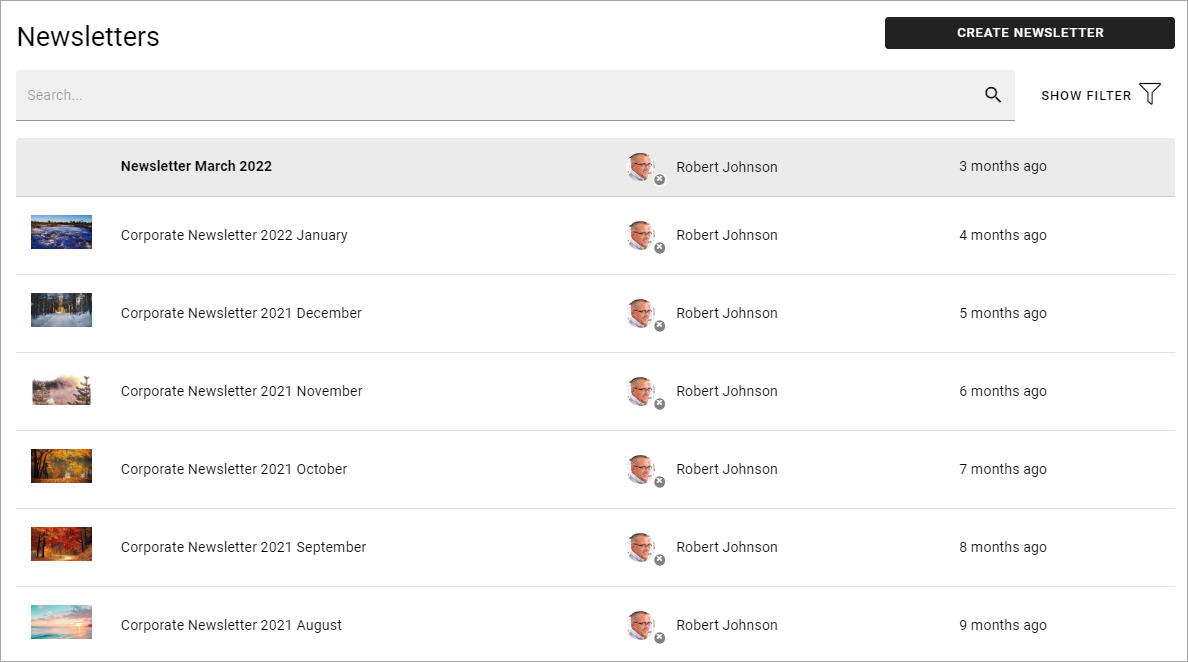 Newsletters
CREATE NEWSLETTER
Search...
SHOW FILTER
Newsletter March 2022 Robert Johnson 3 months ago
Corporate Newsletter 2022 January Robert Johnson 4 months ago
Corporate Newsletter 2021 December Robert Johnson 5 months ago
Corporate Newsletter 2021 November Robert Johnson 6 months ago
Corporate Newsletter 2021 October Robert Johnson 7 months ago
Corporate Newsletter 2021 September Robert Johnson 8 months ago
Corporate Newsletter 2021 August Robert Johnson 9 months ago